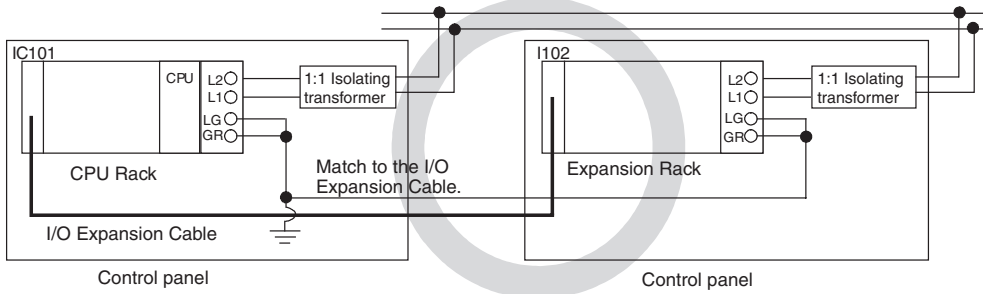 IC101
CPU
L2
L1
LG
GR
1:1 Isolating
transformer
CPU Rack
I/O Expansion Cable
Control panel
Match to the I/O
Expansion Cable.
I102
L2
L1
LG
GR
1:1 Isolating
transformer
Expansion Rack
Control panel